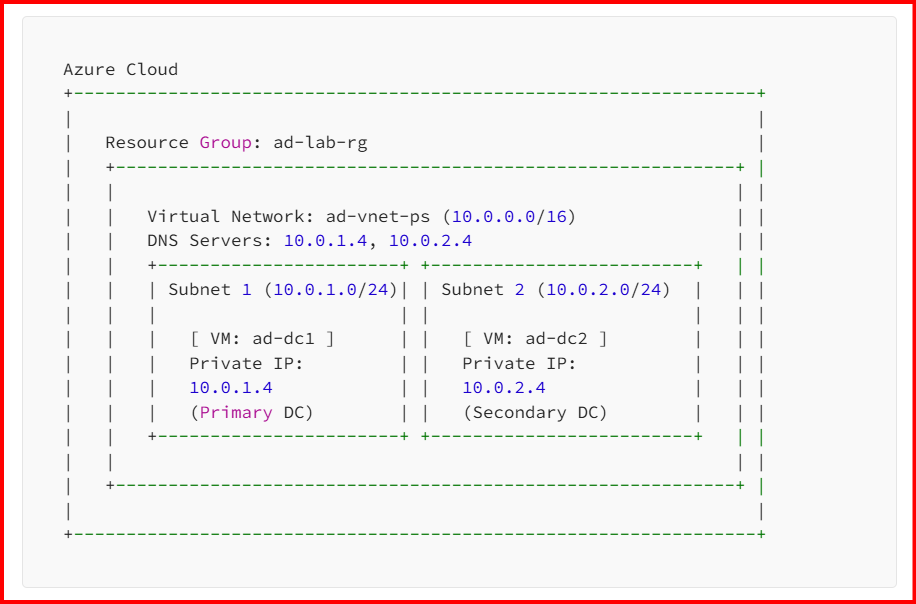 Azure Cloud
Resource Group: ad-lab-rg
Virtual Network: ad-vnet-ps (10.0.0.0/16)
DNS Servers: 10.0.1.4, 10.0.2.4
Subnet 1 (10.0.1.0/24) Subnet 2 (10.0.2.0/24)
[ VM: ad-dc1 ] [ VM: ad-dc2 ]
Private IP: Private IP:
10.0.1.4 10.0.2.4
(Primary DC) (Secondary DC)